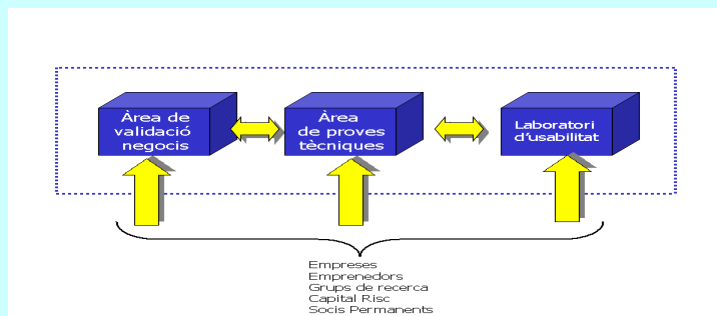 Àrea de
validació
negocis
Àrea
de proves
tècniques
Laboratori
d'usabilitat
Empreses
Emprenedors
Grups de recerca
Capital Risc
Socis Permanents